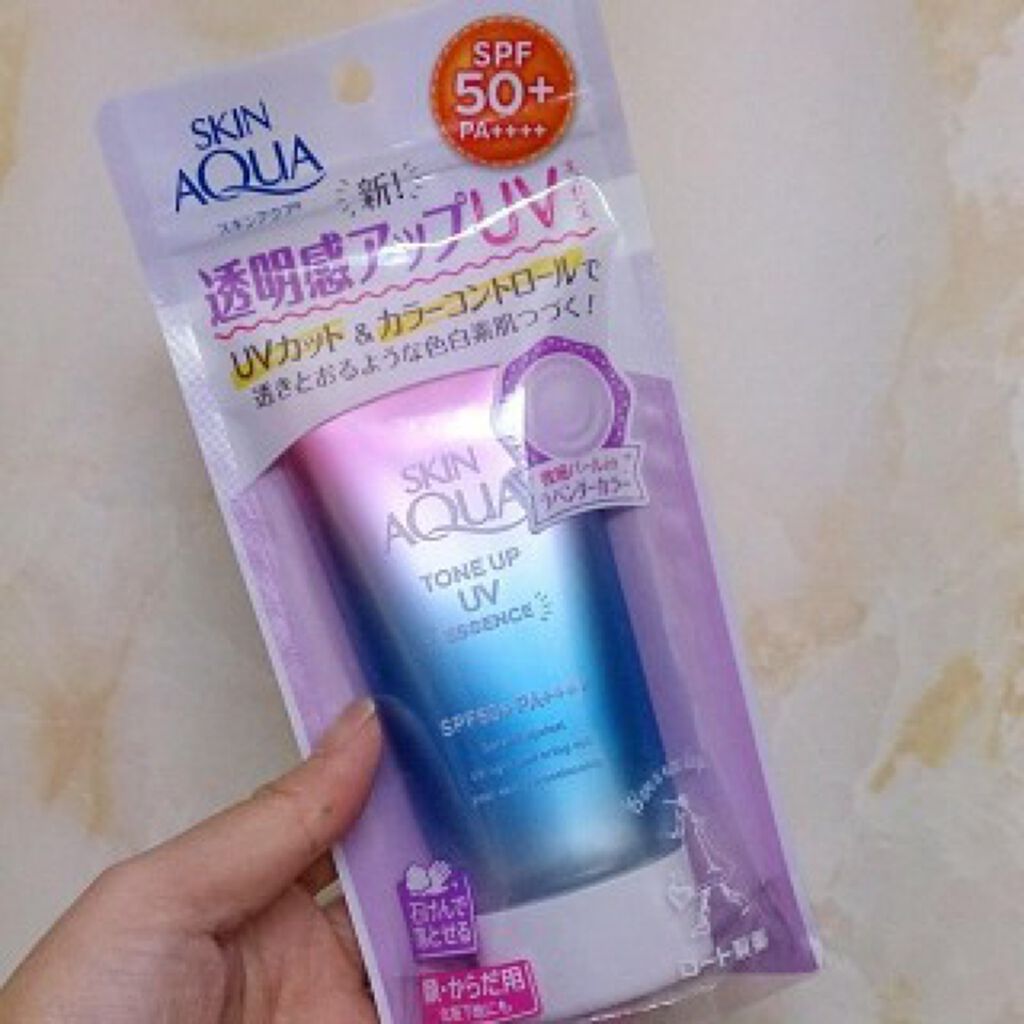 SPF
50+
PA++++
SKIN
AQUA
スキンアクア
新!
透明感アップUV
UVカット & カラーコントロールで
透きとおるような色白素肌つづく!
ラベンダーカラー
SKIN
AQUA
TONE UP
UV
ESSENCE
SPF50+ PA++++
石けんで
落とせる
顔・からだ用
ロート製薬